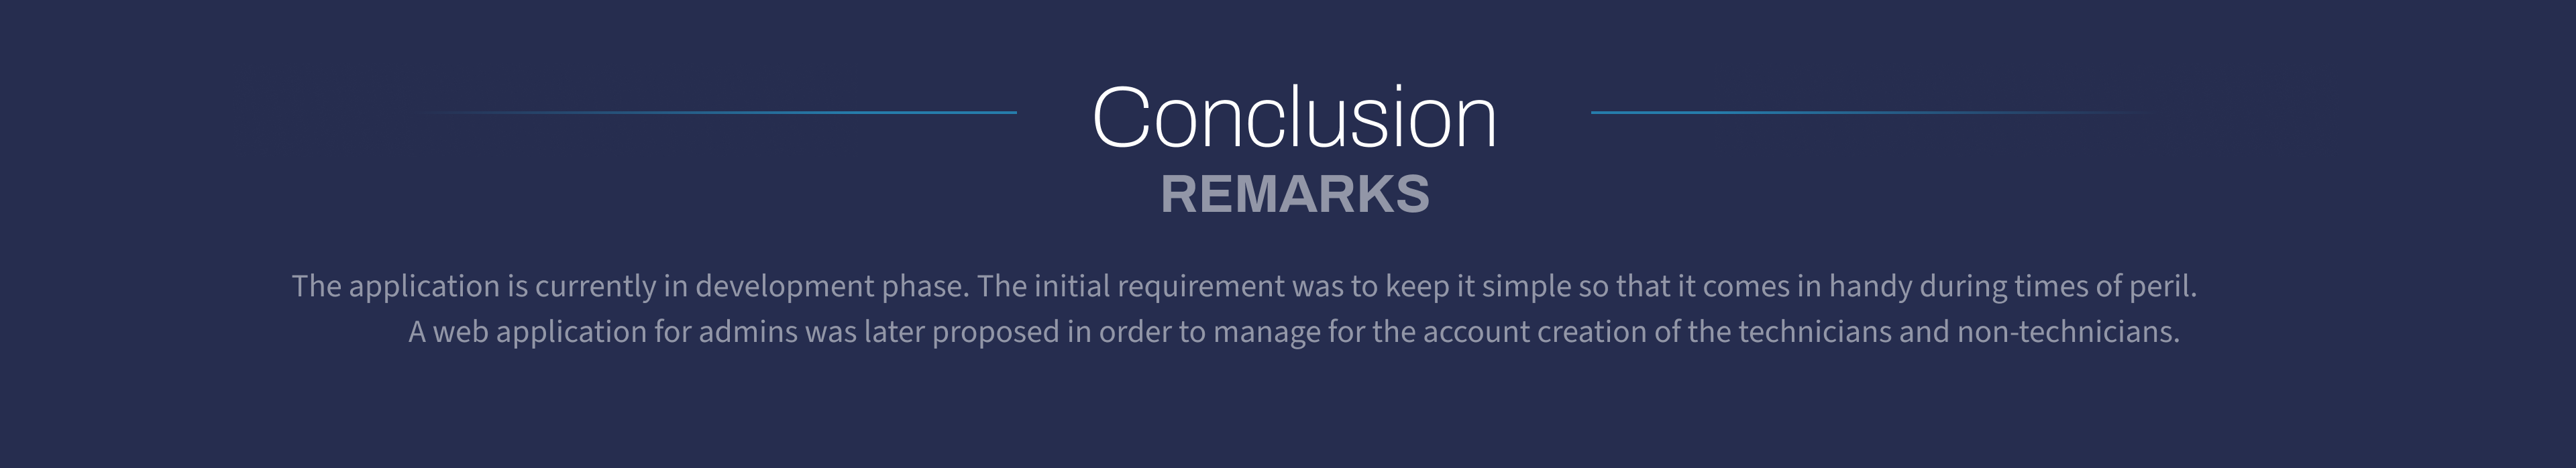 Conclusion
REMARKS
The application is currently in development phase. The initial requirement was to keep it simple so that it comes in handy during times of peril.
A web application for admins was later proposed in order to manage for the account creation of the technicians and non-technicians.